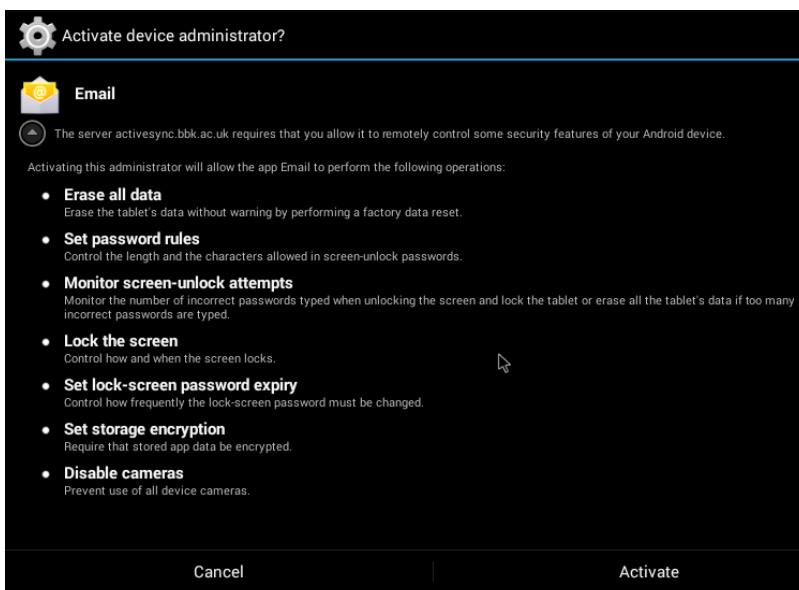 Activate device administrator?
Email
The server activesync.bbk.ac.uk requires that you allow it to remotely control some security features of your Android device.
Activating this administrator will allow the app Email to perform the following operations:
Erase all data
Erase the tablet's data without warning by performing a factory data reset.
Set password rules
Control the length and the characters allowed in screen-unlock passwords.
Monitor screen-unlock attempts
Monitor the number of incorrect passwords typed when unlocking the screen and lock the tablet or erase all the tablet's data if too many
incorrect passwords are typed.
Lock the screen
Control how and when the screen locks.
Set lock-screen password expiry
Control how frequently the lock-screen password must be changed.
Set storage encryption
Require that stored app data be encrypted.
Disable cameras
Prevent use of all device cameras.
Cancel
Activate